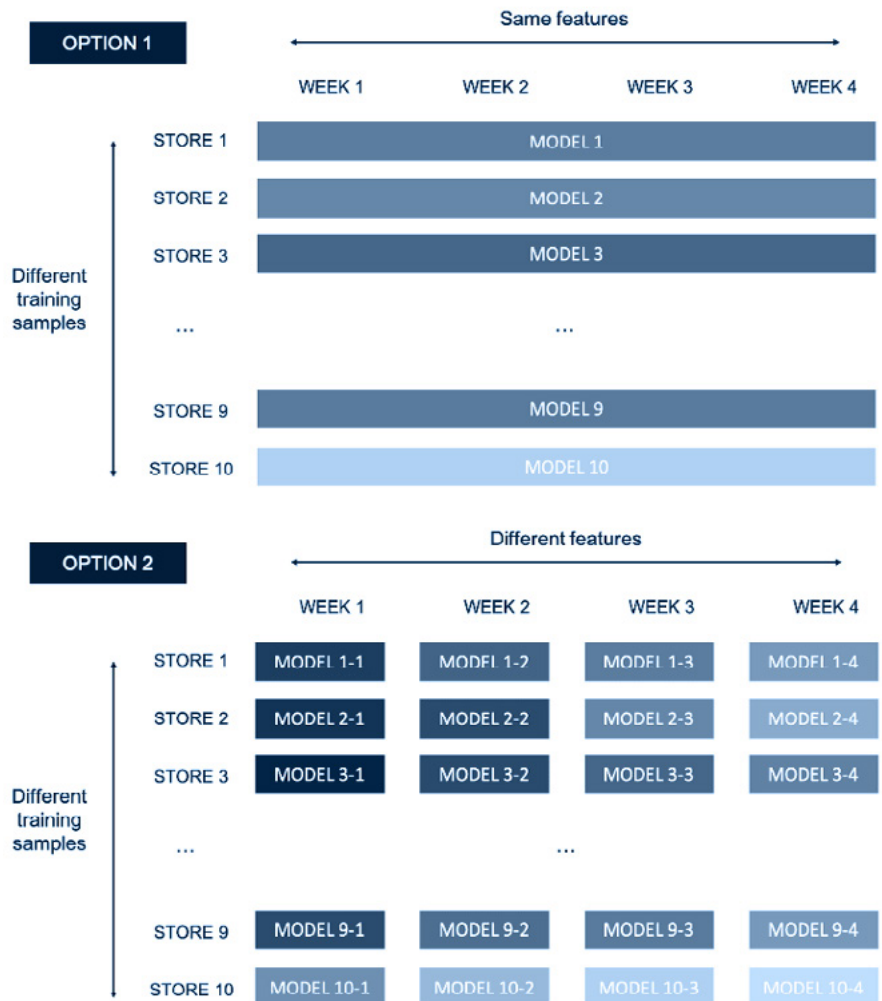 OPTION 1
Same features
WEEK 1 WEEK 2 WEEK 3 WEEK 4
STORE 1 MODEL 1
STORE 2 MODEL 2
STORE 3 MODEL 3
Different
training
samples
... ...
STORE 9 MODEL 9
STORE 10 MODEL 10
OPTION 2
Different features
WEEK 1 WEEK 2 WEEK 3 WEEK 4
STORE 1 MODEL 1-1 MODEL 1-2 MODEL 1-3 MODEL 1-4
STORE 2 MODEL 2-1 MODEL 2-2 MODEL 2-3 MODEL 2-4
STORE 3 MODEL 3-1 MODEL 3-2 MODEL 3-3 MODEL 3-4
Different
training
samples
... ...
STORE 9 MODEL 9-1 MODEL 9-2 MODEL 9-3 MODEL 9-4
STORE 10 MODEL 10-1 MODEL 10-2 MODEL 10-3 MODEL 10-4